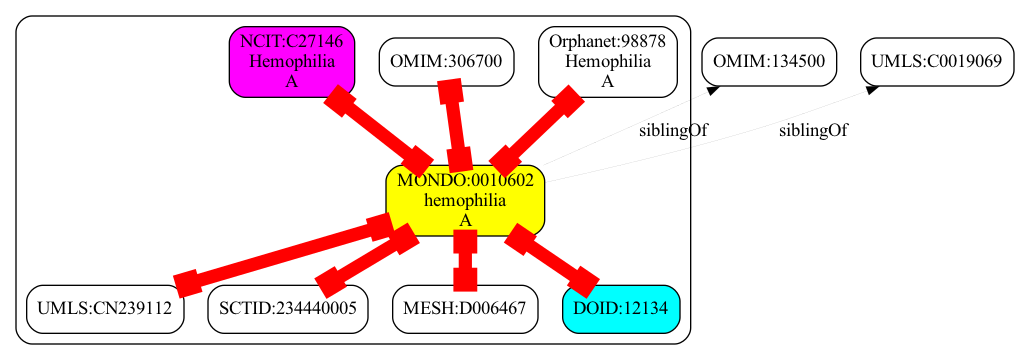 NCIT:C27146
Hemophilia
A
OMIM:306700
Orphanet:98878
Hemophilia
A
OMIM:134500
UMLS:C0019069
siblingOf
siblingOf
MONDO:0010602
hemophilia
A
UMLS:CN239112
SCTID:234440005
MESH:D006467
DOID:12134